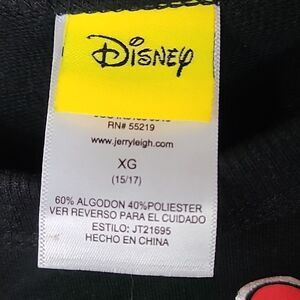 Disney
RN# 55219
www.jerryleigh.com
XG
(15/17)
60% ALGODON 40%POLIESTER
VER REVERSO PARA EL CUIDADO
ESTILO: JT21695
HECHO EN CHINA